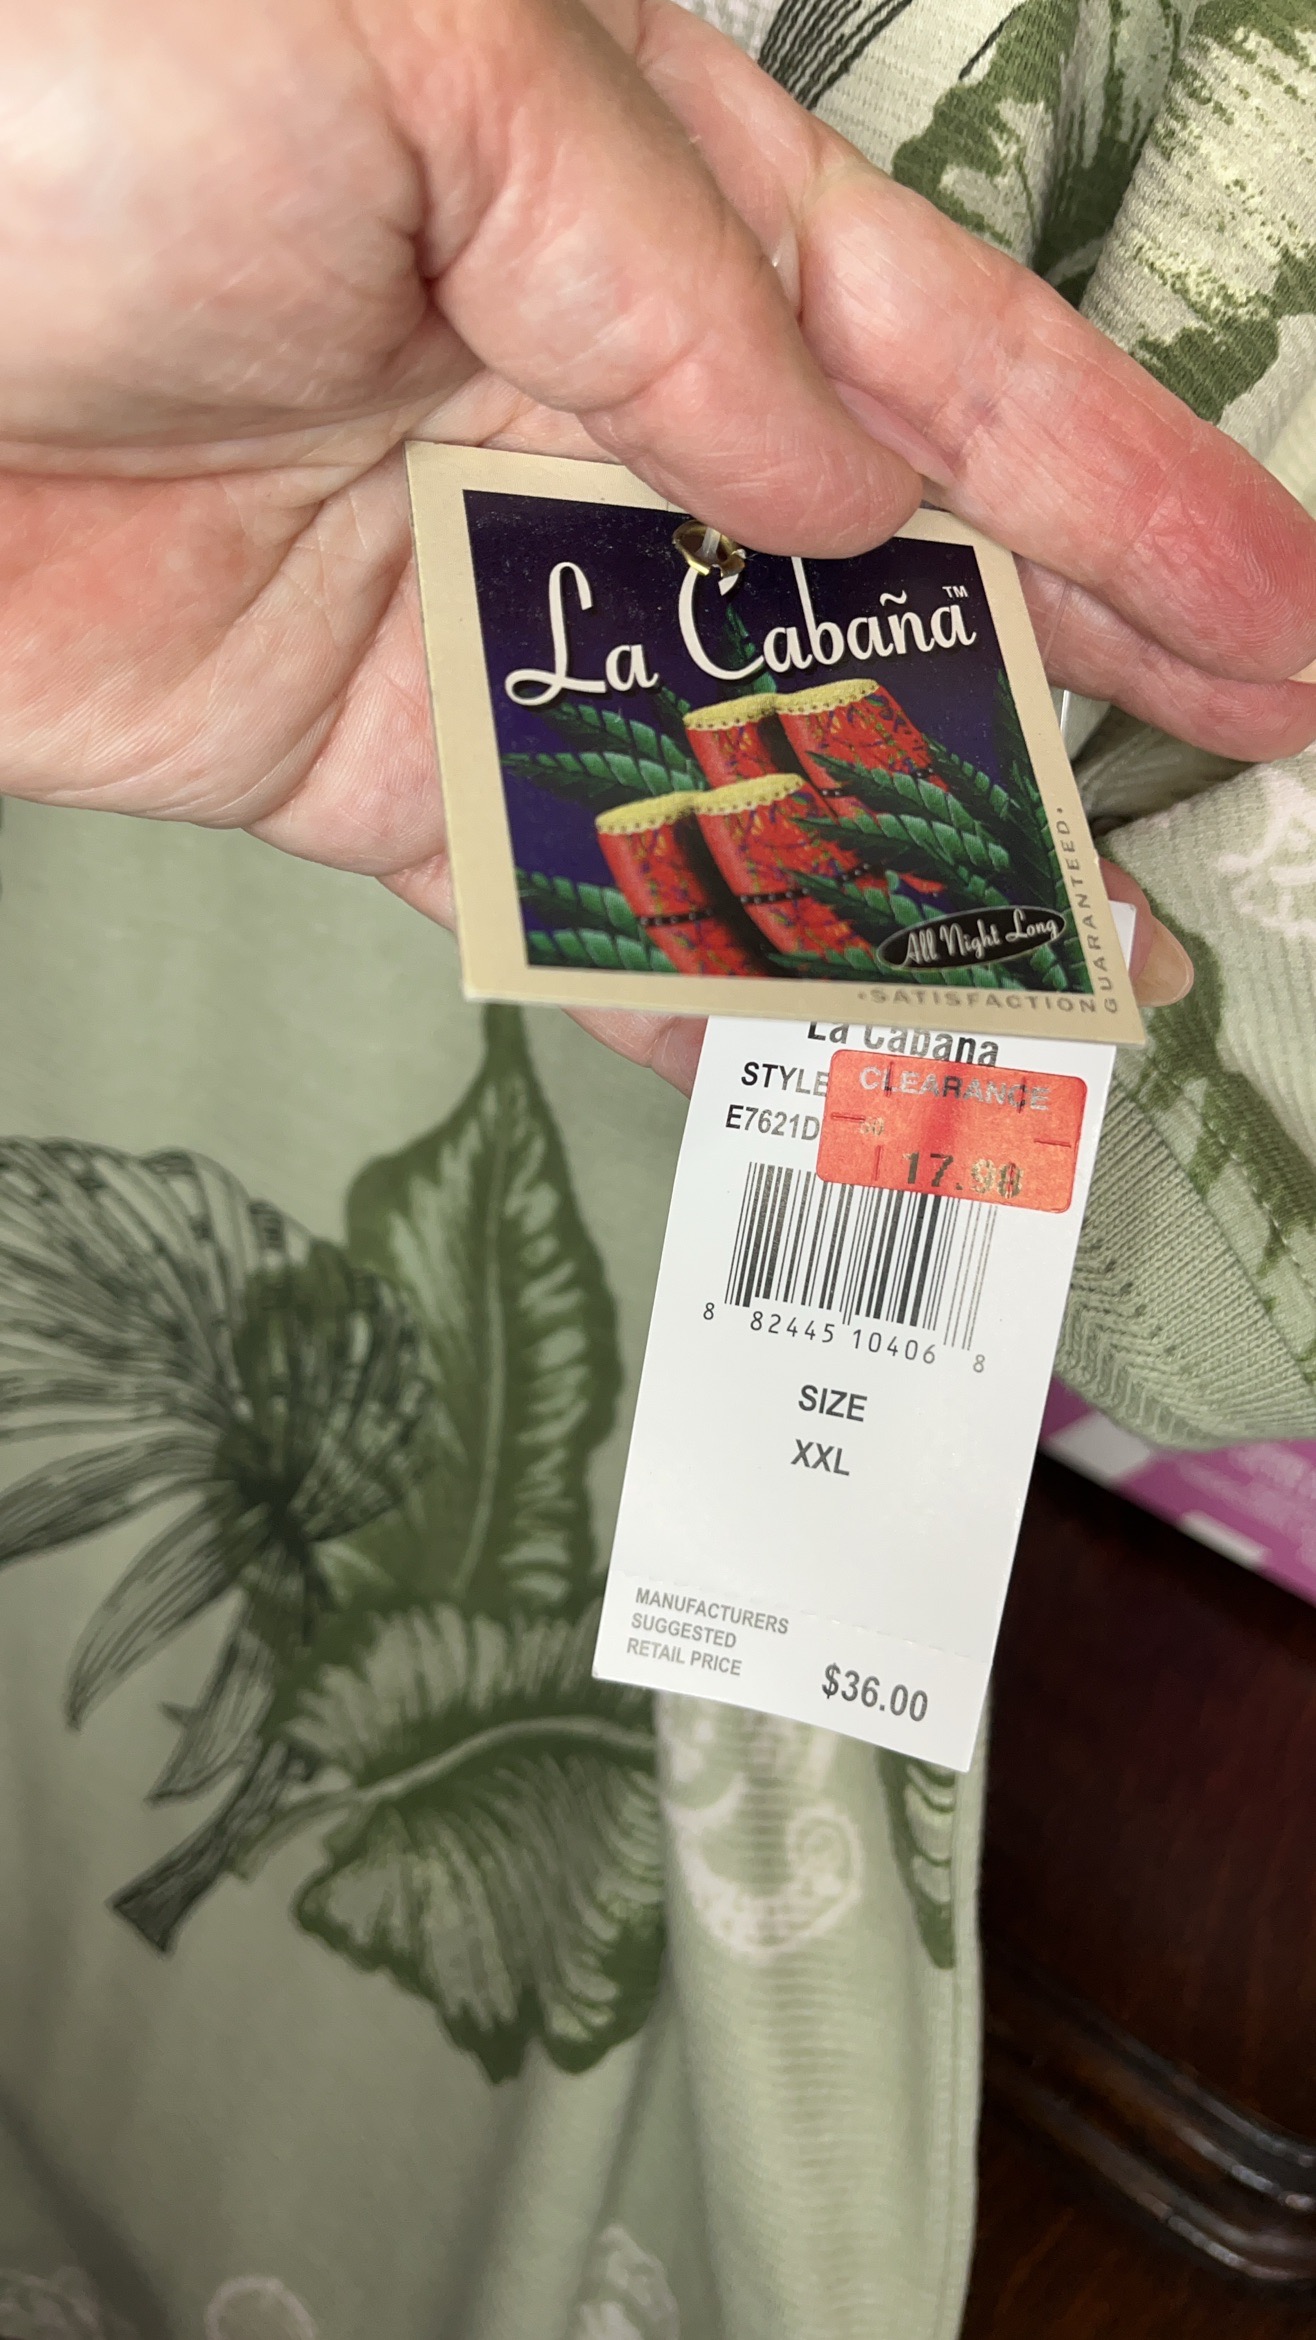 La Cabaña™
All Night Long
•SATISFACTION GUARANTEED•
La Cabana
STYLE
CLEARANCE
E7621D
17.98
8 82445 10406 8
SIZE
XXL
MANUFACTURERS
SUGGESTED
RETAIL PRICE
$36.00